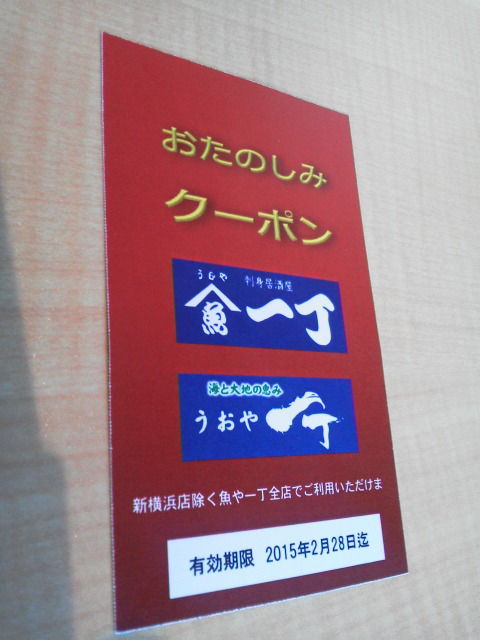 おたのしみ
クーポン
うをや 刺身居酒屋
魚一丁
海と大地の恵み
うおや一丁
新横浜店除く魚や一丁全店でご利用いただけま
有効期限 2015年2月28日迄